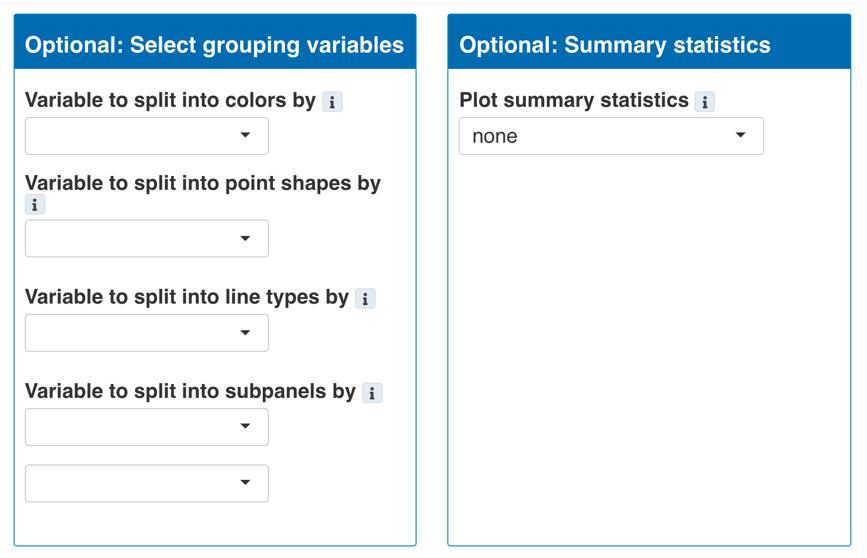 Optional: Select grouping variables
Variable to split into colors by i
Variable to split into point shapes by
i
Variable to split into line types by i
Variable to split into subpanels by i
Optional: Summary statistics
Plot summary statistics i
none